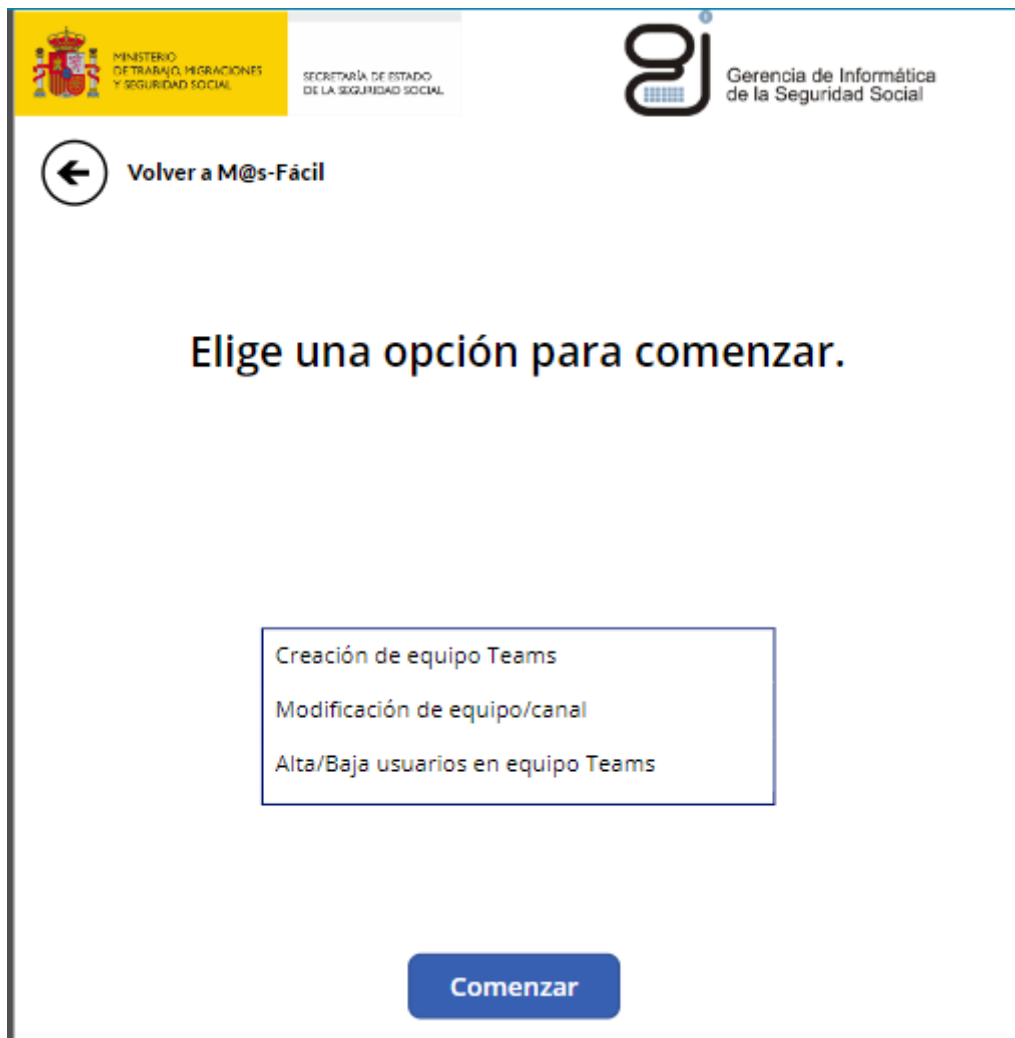 MINISTERIO
DE TRABAJO, MIGRACIONES
Y SEGURIDAD SOCIAL
SECRETARÍA DE ESTADO
DE LA SEGURIDAD SOCIAL
Gerencia de Informática
de la Seguridad Social
Volver a M@s-Fácil
Elige una opción para comenzar.
Creación de equipo Teams
Modificación de equipo/canal
Alta/Baja usuarios en equipo Teams
Comenzar